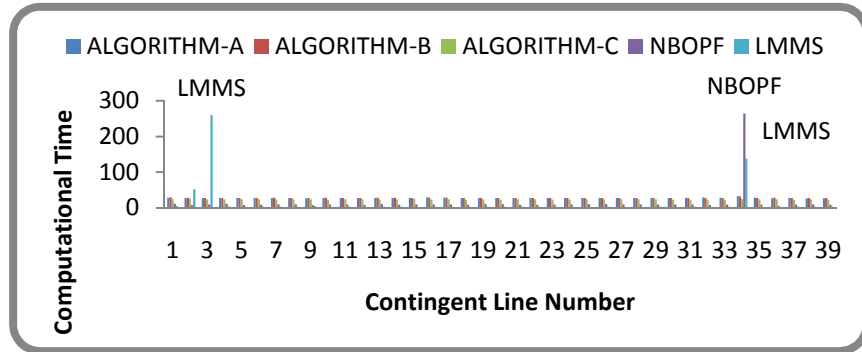 ALGORITHM-A ALGORITHM-B ALGORITHM-C NBOPF LMMS
LMMS
NBOPF
LMMS
Computational Time
300
200
100
0
1 3 5 7 9 11 13 15 17 19 21 23 25 27 29 31 33 35 37 39
Contingent Line Number